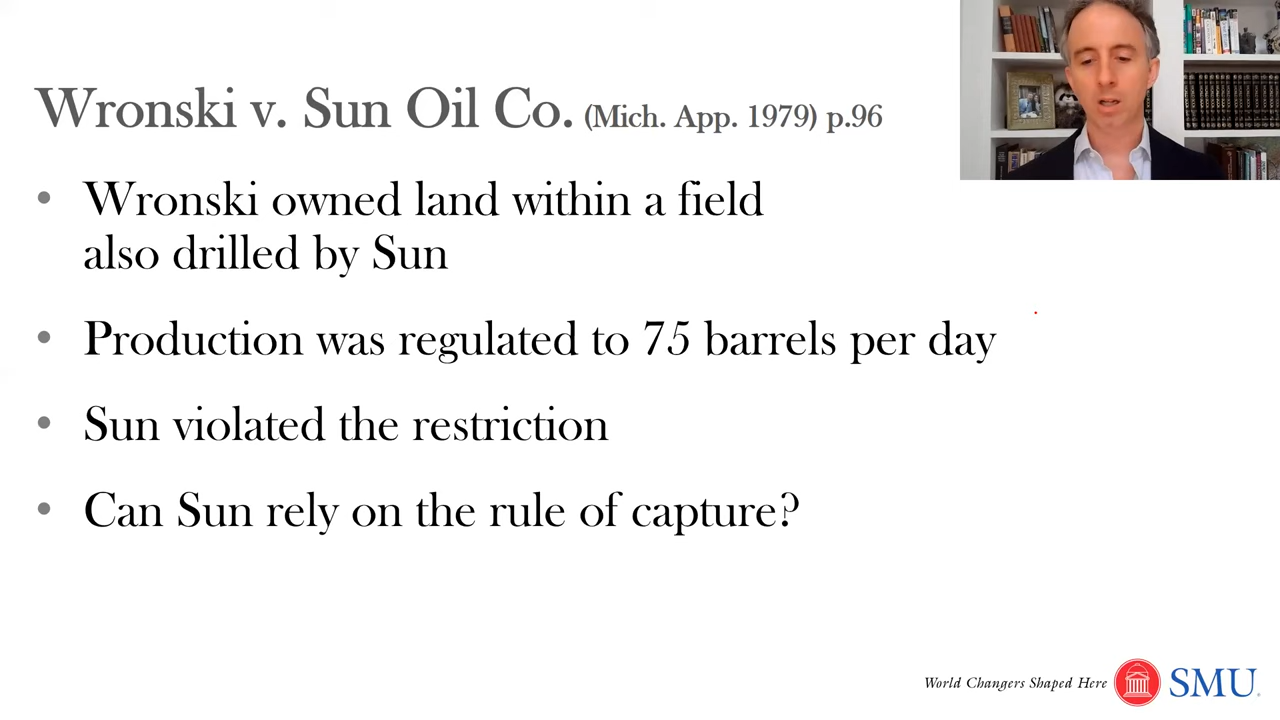 Wronski v. Sun Oil Co. (Mich. App. 1979) p.96
• Wronski owned land within a field
also drilled by Sun
• Production was regulated to 75 barrels per day
• Sun violated the restriction
• Can Sun rely on the rule of capture?
World Changers Shaped Here SMU